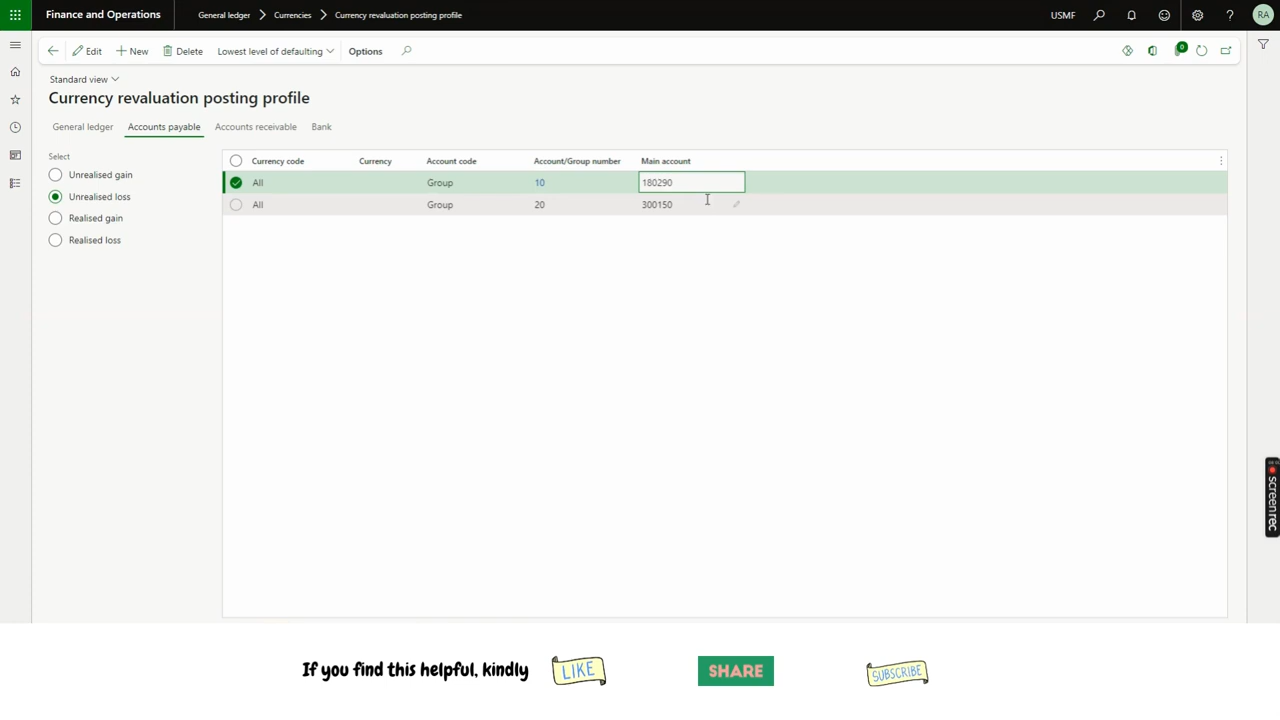 Finance and Operations
General ledger > Currencies > Currency revaluation posting profile
USMF
RA
Edit
New
Delete
Lowest level of defaulting
Options
0
Standard view
Currency revaluation posting profile
General ledger
Accounts payable
Accounts receivable
Bank
Select
Unrealised gain
Unrealised loss
Realised gain
Realised loss
Currency code Currency Account code Account/Group number Main account
All Group 10 180290
All Group 20 300150
screenrec
If you find this helpful, kindly
LIKE
SHARE
SUBSCRIBE